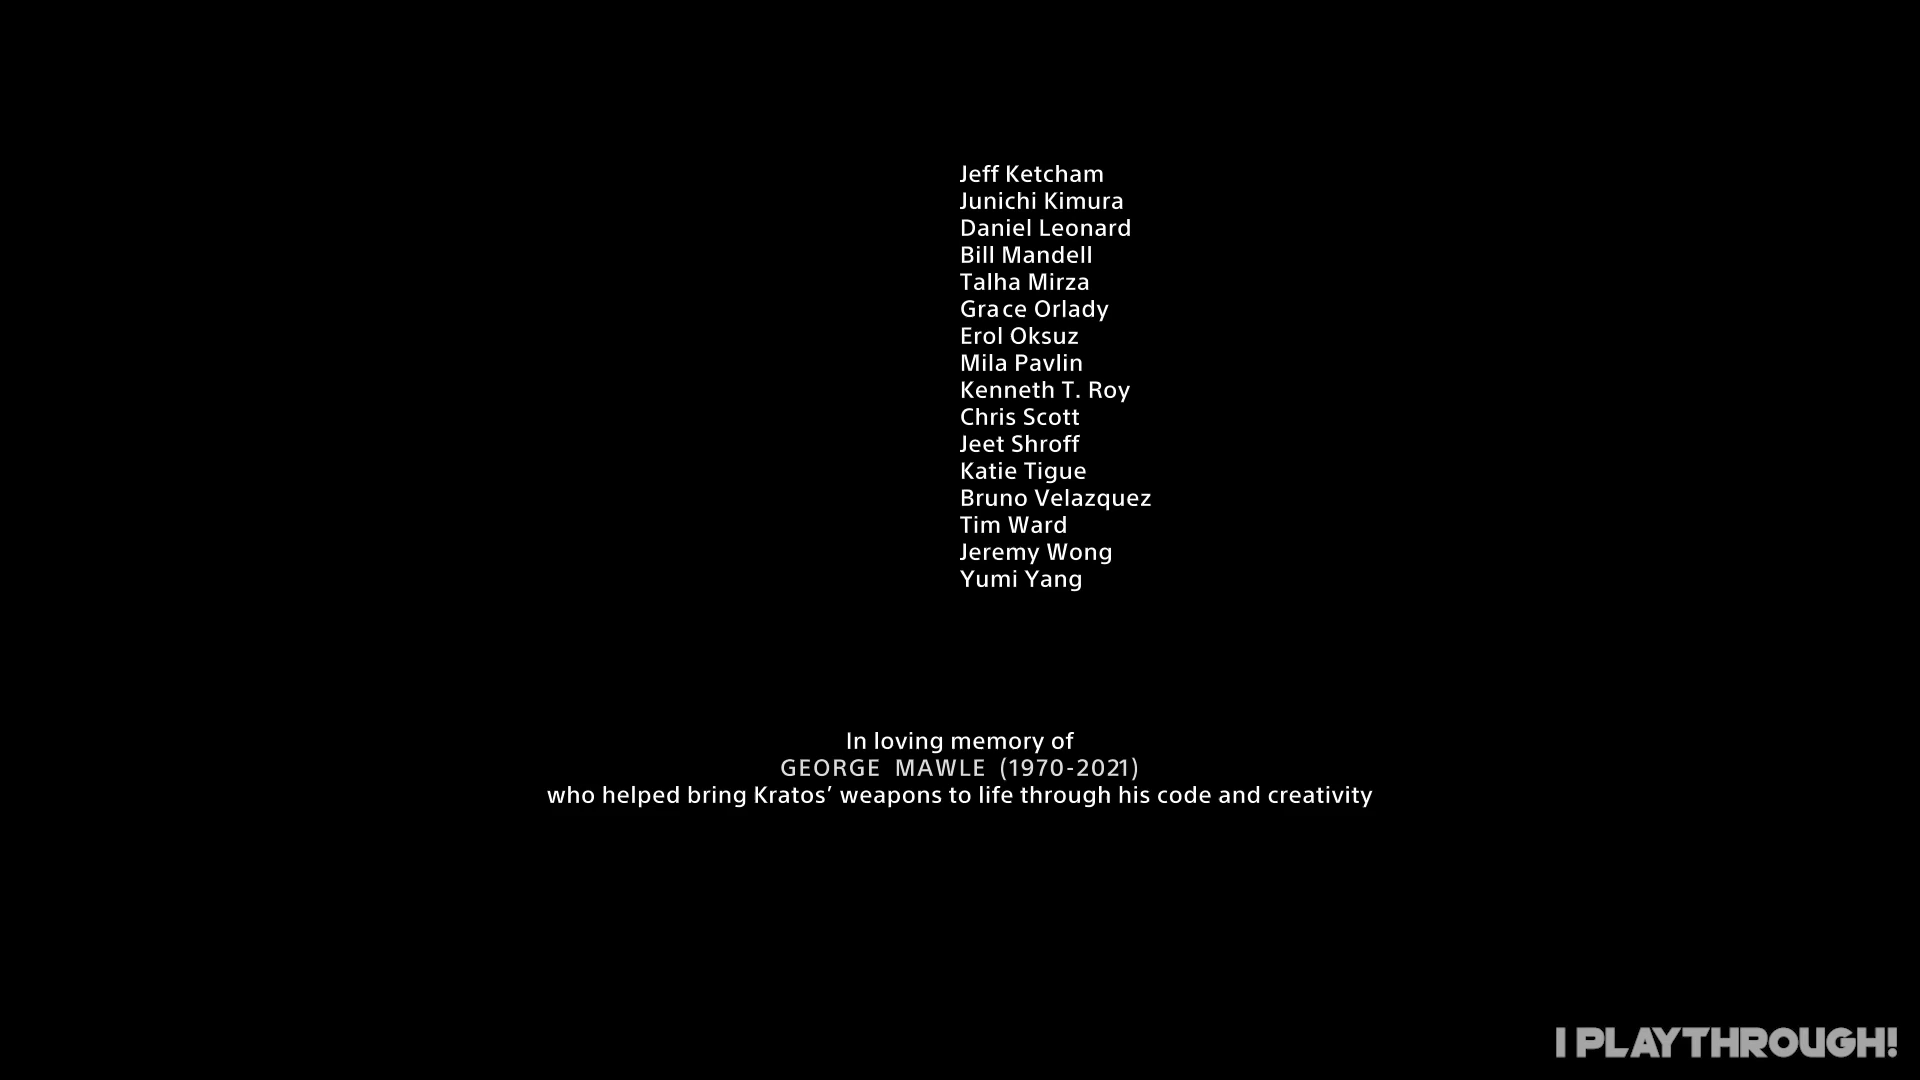 Jeff Ketcham
Junichi Kimura
Daniel Leonard
Bill Mandell
Talha Mirza
Grace Orlady
Erol Oksuz
Mila Pavlin
Kenneth T. Roy
Chris Scott
Jeet Shroff
Katie Tigue
Bruno Velazquez
Tim Ward
Jeremy Wong
Yumi Yang
In loving memory of
GEORGE MAWLE (1970-2021)
who helped bring Kratos’ weapons to life through his code and creativity
I PLAYTHROUGH!